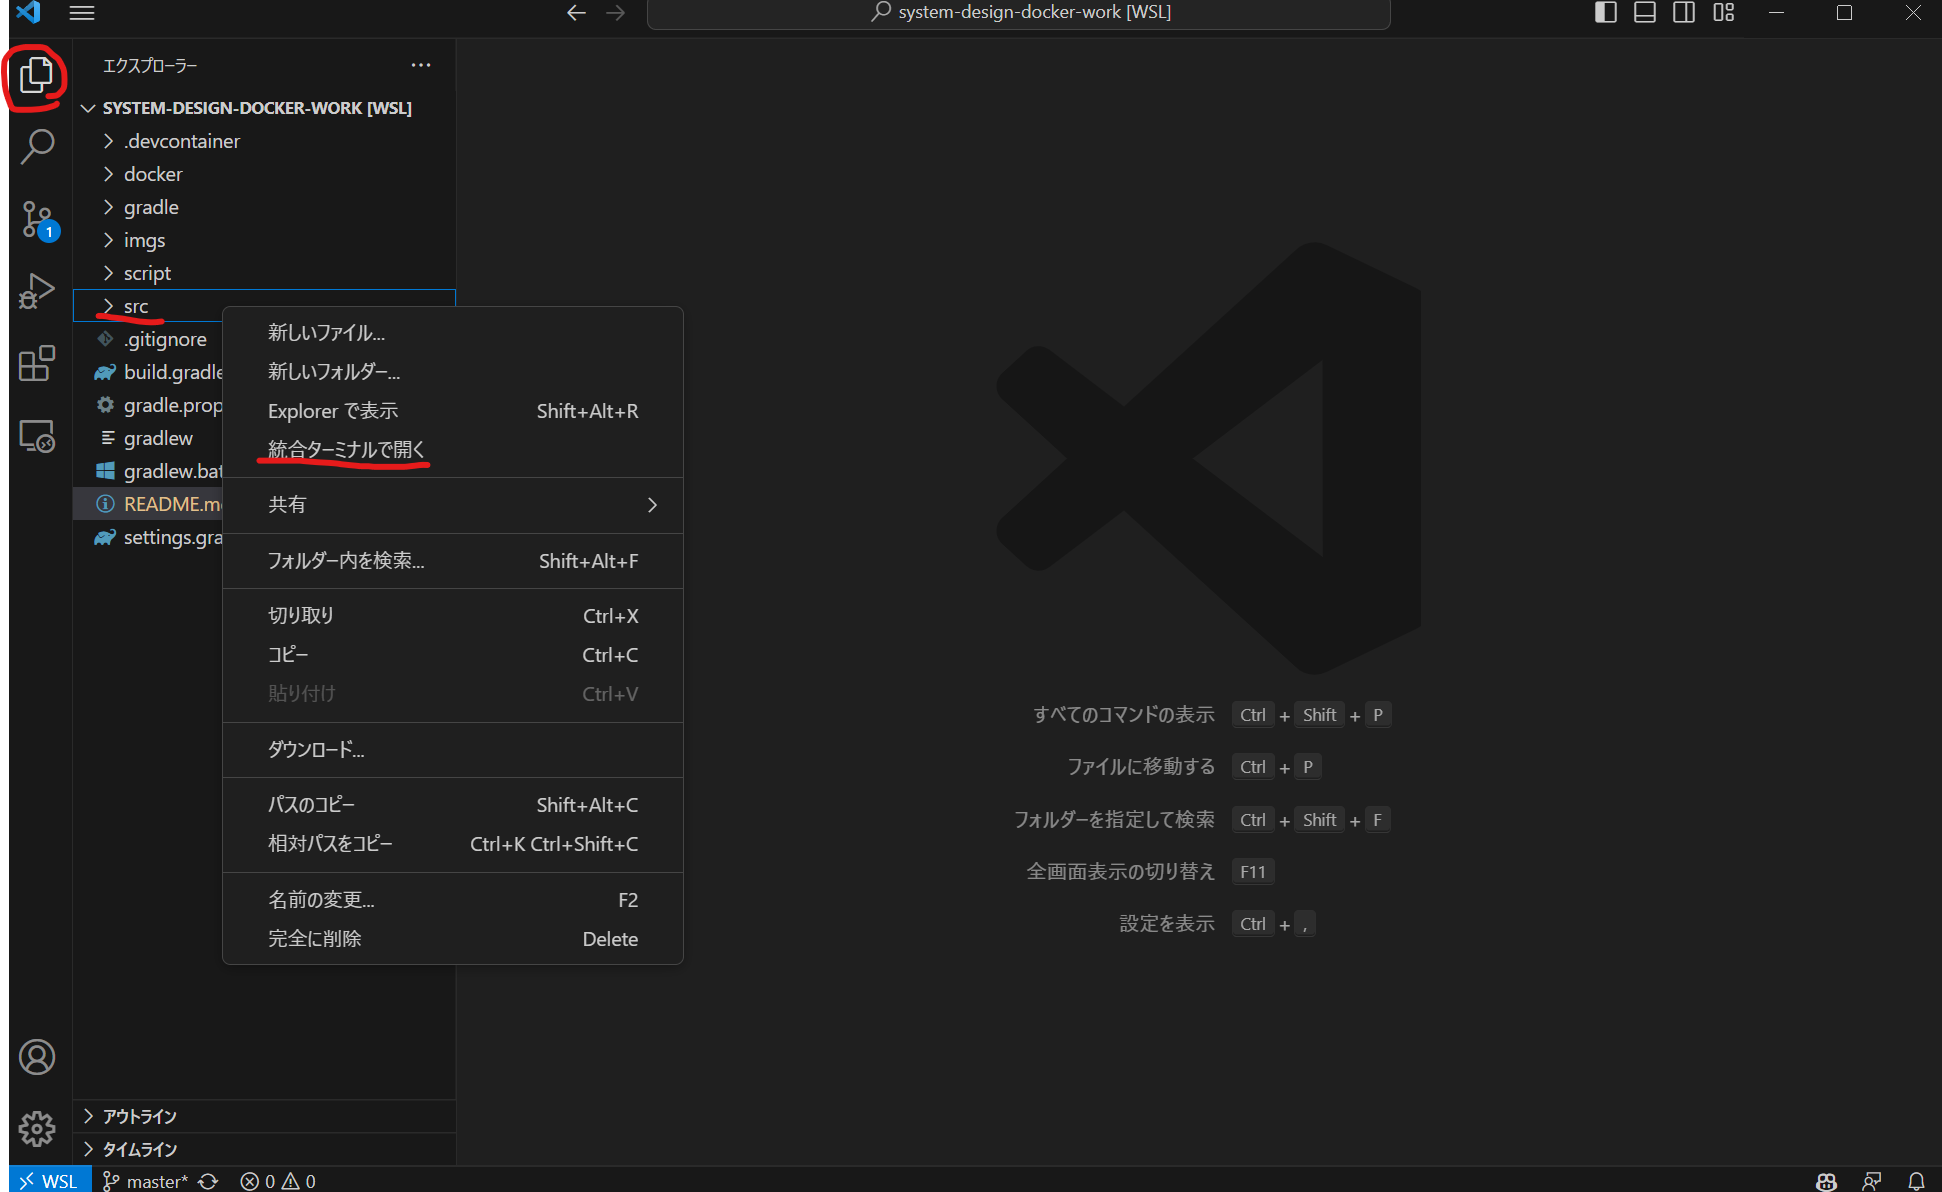 system-design-docker-work [WSL]
エクスプローラー
SYSTEM-DESIGN-DOCKER-WORK [WSL]
.devcontainer
docker
gradle
imgs
script
src
.gitignore
build.gradle
gradle.prop
gradlew
gradlew.bat
README.m
settings.gra
1
新しいファイル...
新しいフォルダー...
Explorer で表示 Shift+Alt+R
統合ターミナルで開く
共有
フォルダー内を検索... Shift+Alt+F
切り取り Ctrl+X
コピー Ctrl+C
貼り付け Ctrl+V
ダウンロード...
パスのコピー Shift+Alt+C
相対パスをコピー Ctrl+K Ctrl+Shift+C
名前の変更... F2
完全に削除 Delete
すべてのコマンドの表示 Ctrl + Shift + P
ファイルに移動する Ctrl + P
フォルダーを指定して検索 Ctrl + Shift + F
全画面表示の切り替え F11
設定を表示 Ctrl + ,
アウトライン
タイムライン
WSL master* 0 0